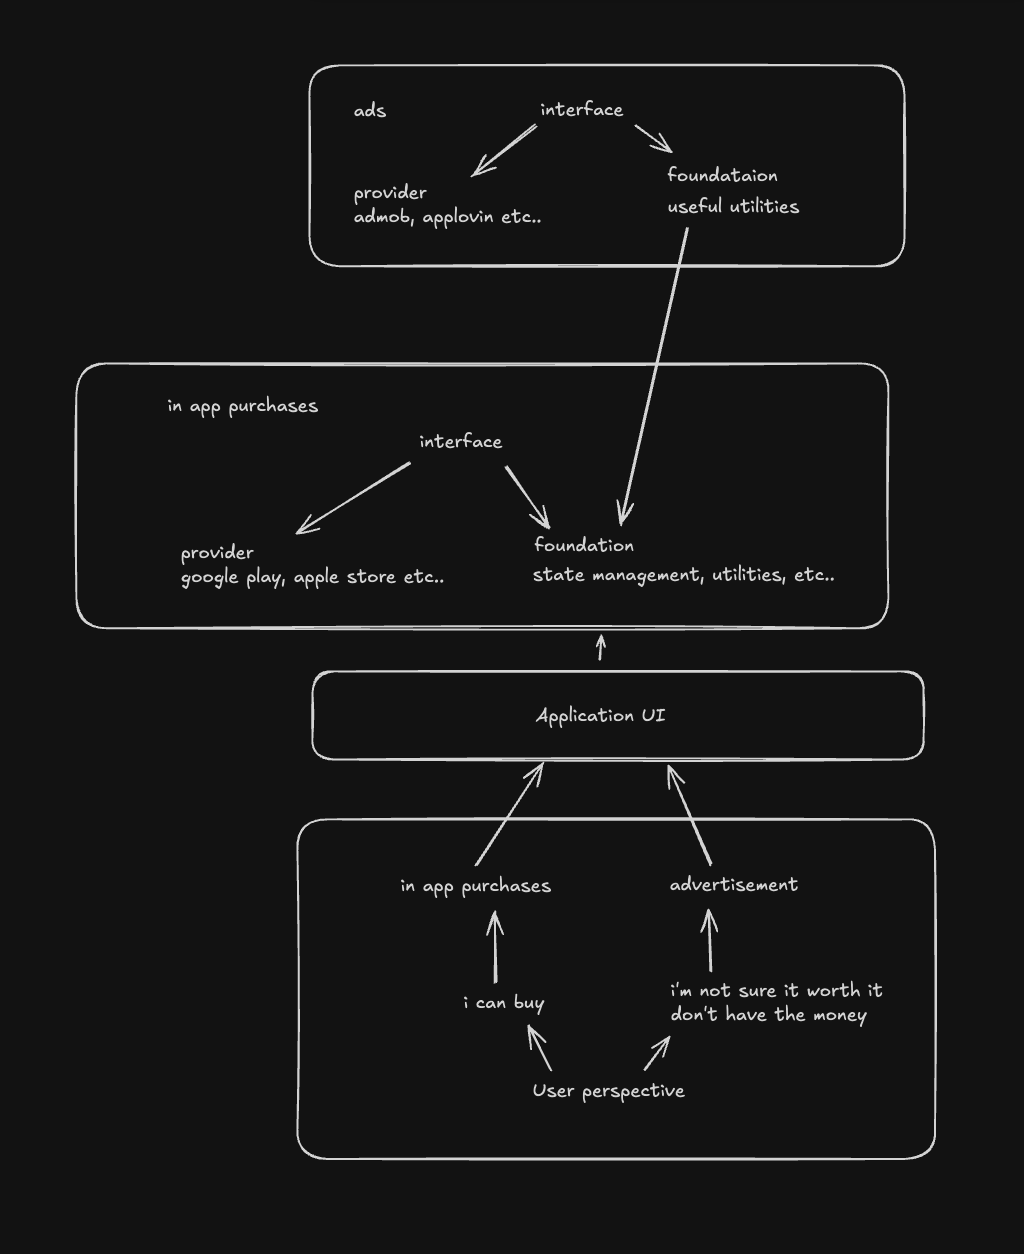 ads
interface
foundataion
useful utilities
provider
admob, applovin etc..
in app purchases
interface
provider
google play, apple store etc..
foundation
state management, utilities, etc..
Application UI
in app purchases
advertisement
i can buy
i'm not sure it worth it
don't have the money
User perspective